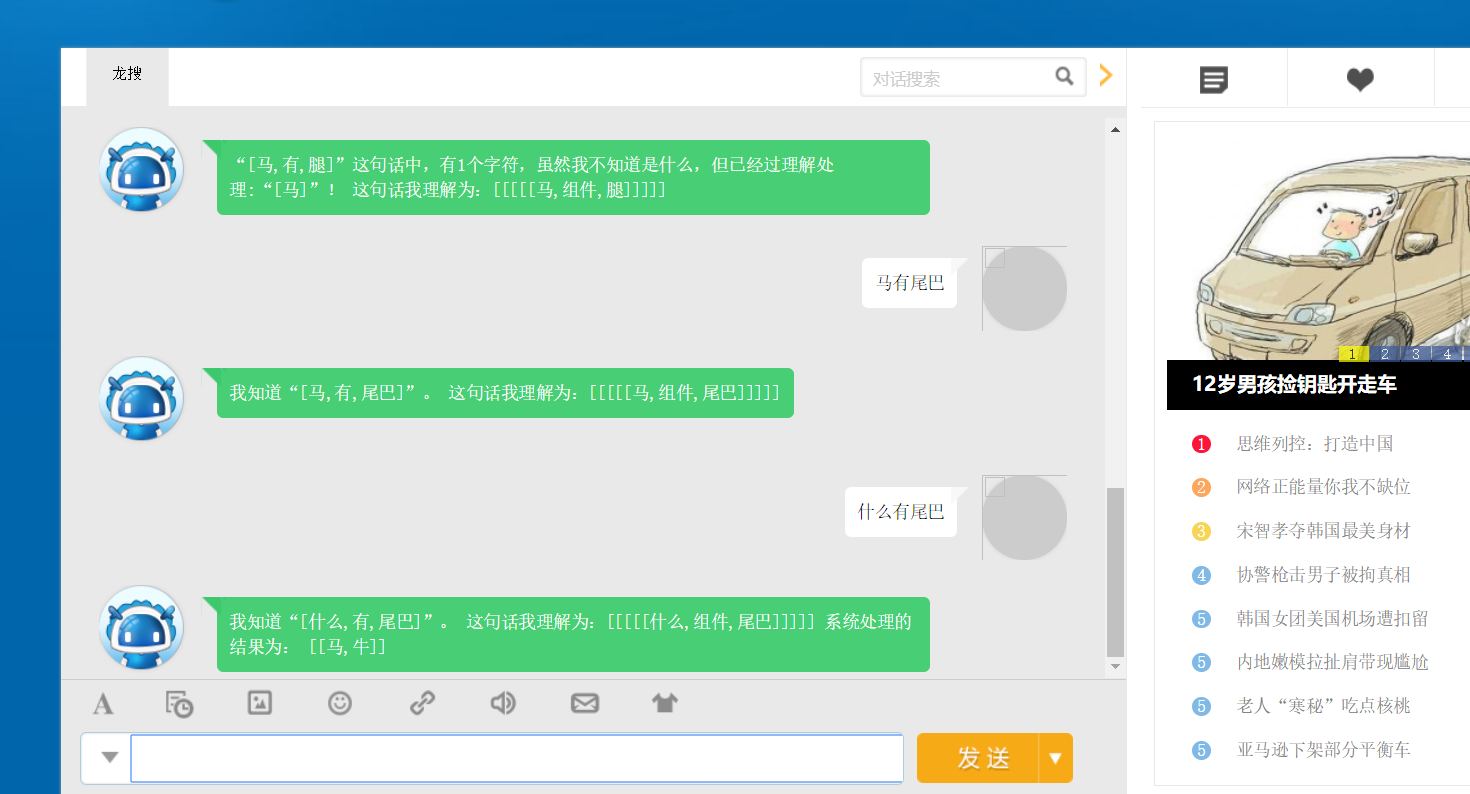 龙搜
对话搜索
“[马,有,腿]”这句话中，有1个字符，虽然我不知道是什么，但已经过理解处
理:“[马]”！ 这句话我理解为：[[[[[马,组件,腿]]]]]
马有尾巴
我知道“[马,有,尾巴]”。 这句话我理解为：[[[[[马,组件,尾巴]]]]]
什么有尾巴
我知道“[什么,有,尾巴]”。 这句话我理解为：[[[[[什么,组件,尾巴]]]]] 系统处理的
结果为： [[马,牛]]
A
发 送
1 2 3 4
12岁男孩捡钥匙开走车
1 思维列控：打造中国
2 网络正能量你我不缺位
3 宋智孝夺韩国最美身材
4 协警枪击男子被拘真相
5 韩国女团美国机场遭扣留
5 内地嫩模拉扯肩带现尴尬
5 老人“寒秘”吃点核桃
5 亚马逊下架部分平衡车